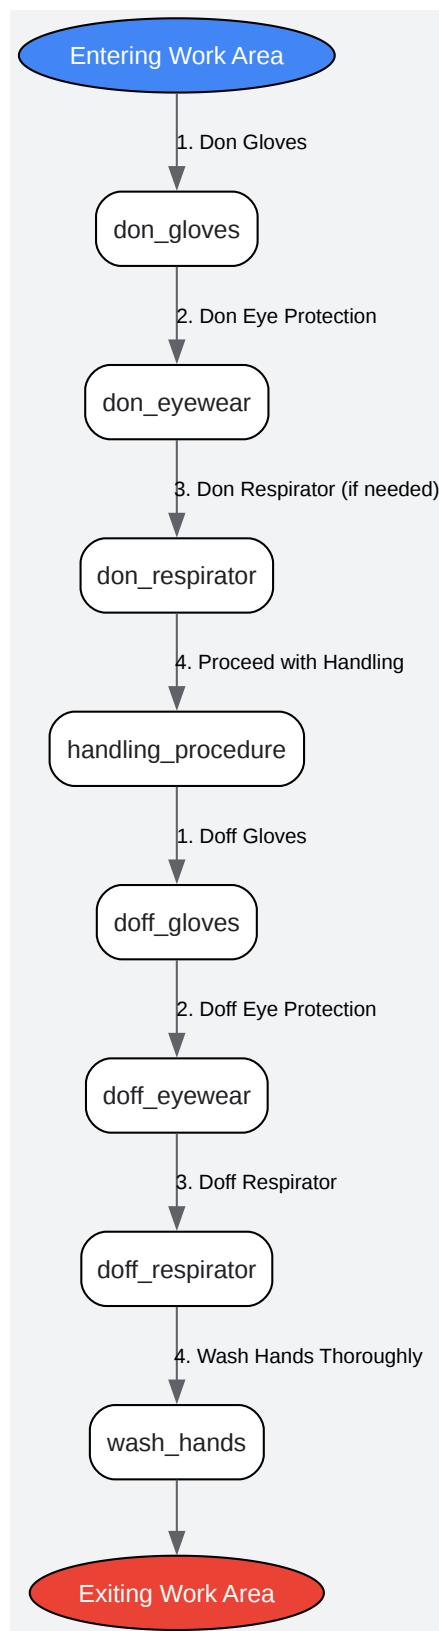 Entering Work Area
1. Don Gloves
don_gloves
2. Don Eye Protection
don_eyewear
3. Don Respirator (if needed)
don_respirator
4. Proceed with Handling
handling_procedure
1. Doff Gloves
doff_gloves
2. Doff Eye Protection
doff_eyewear
3. Doff Respirator
doff_respirator
4. Wash Hands Thoroughly
wash_hands
Exiting Work Area